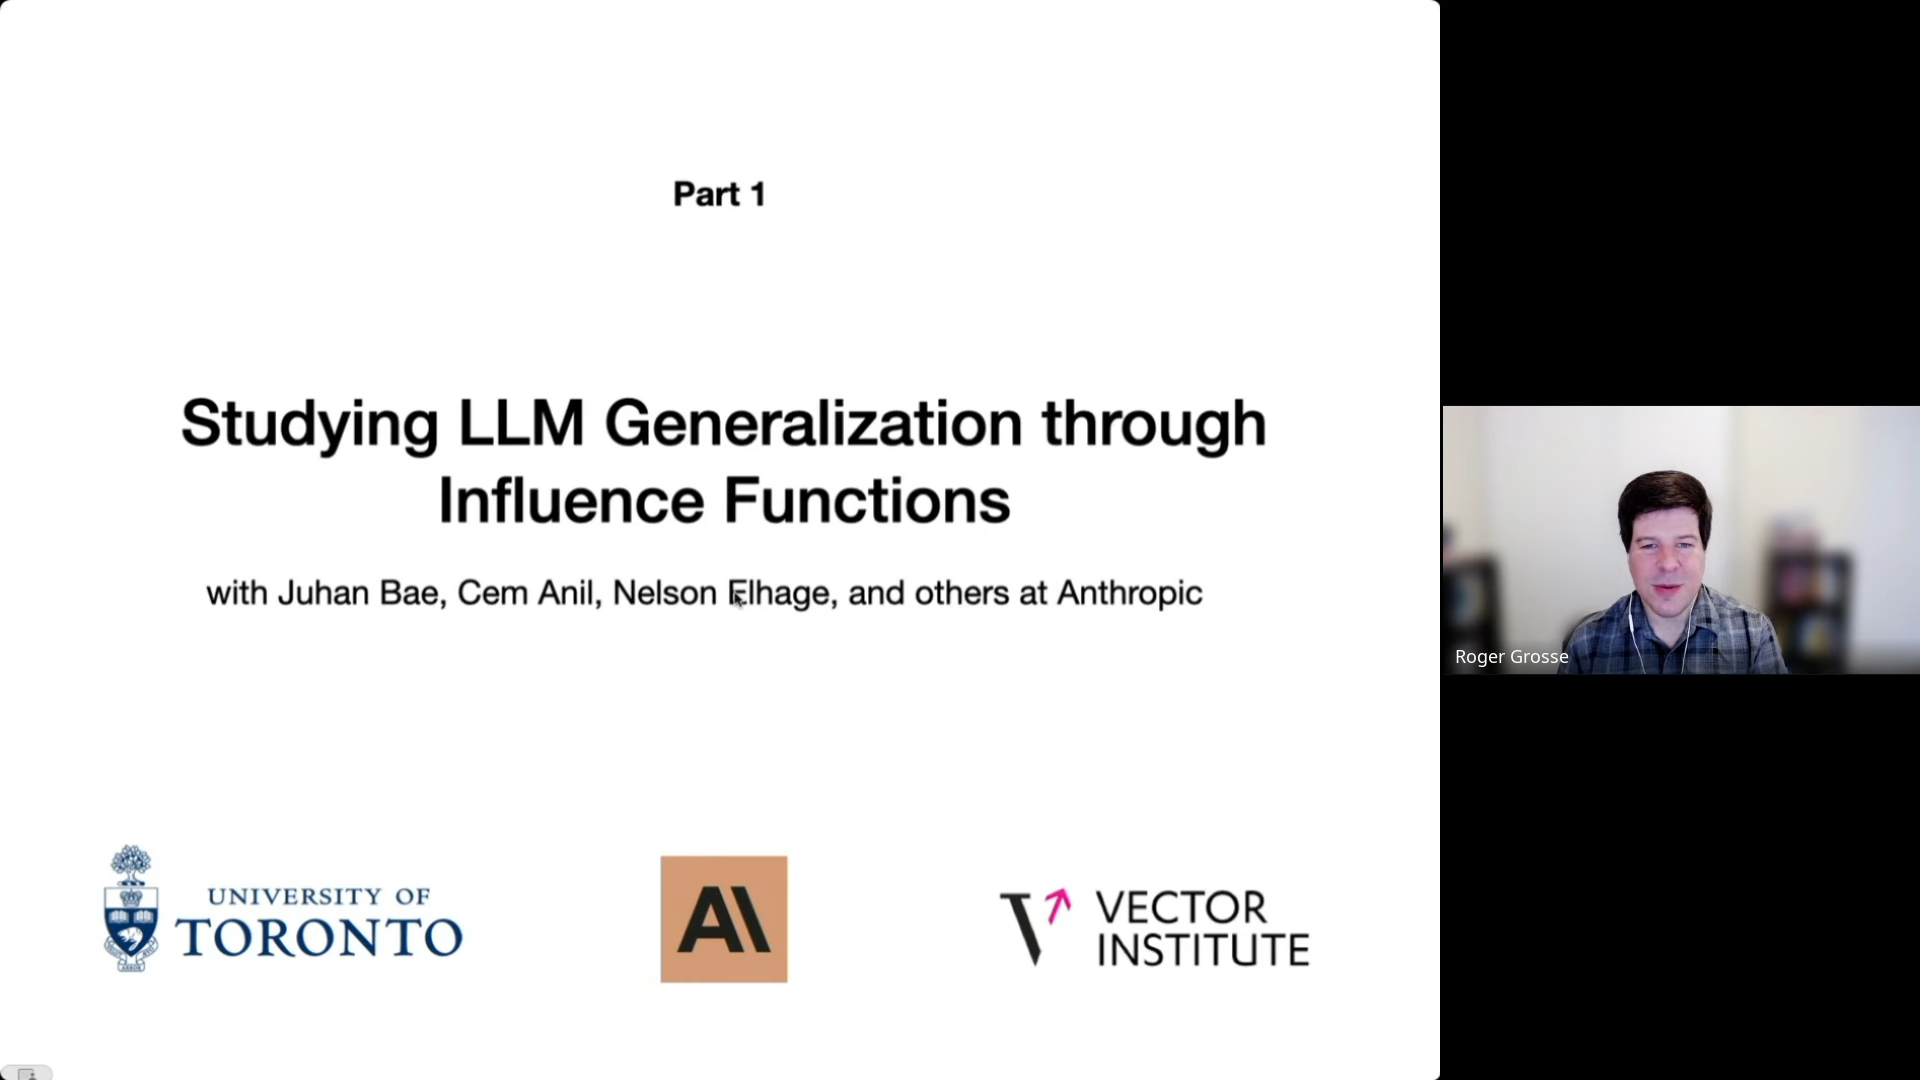 Part 1
Studying LLM Generalization through
Influence Functions
with Juhan Bae, Cem Anil, Nelson Elhage, and others at Anthropic
UNIVERSITY OF
TORONTO
A\
VECTOR
INSTITUTE
Roger Grosse